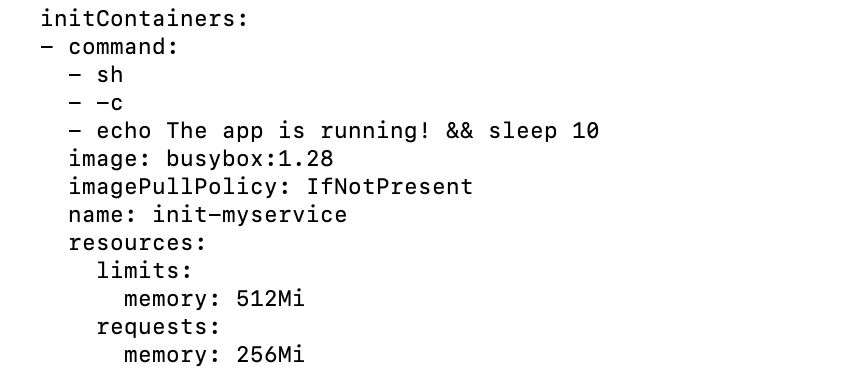 initContainers:
- command:
  - sh
  - -c
  - echo The app is running! && sleep 10
  image: busybox:1.28
  imagePullPolicy: IfNotPresent
  name: init-myservice
  resources:
    limits:
      memory: 512Mi
    requests:
      memory: 256Mi